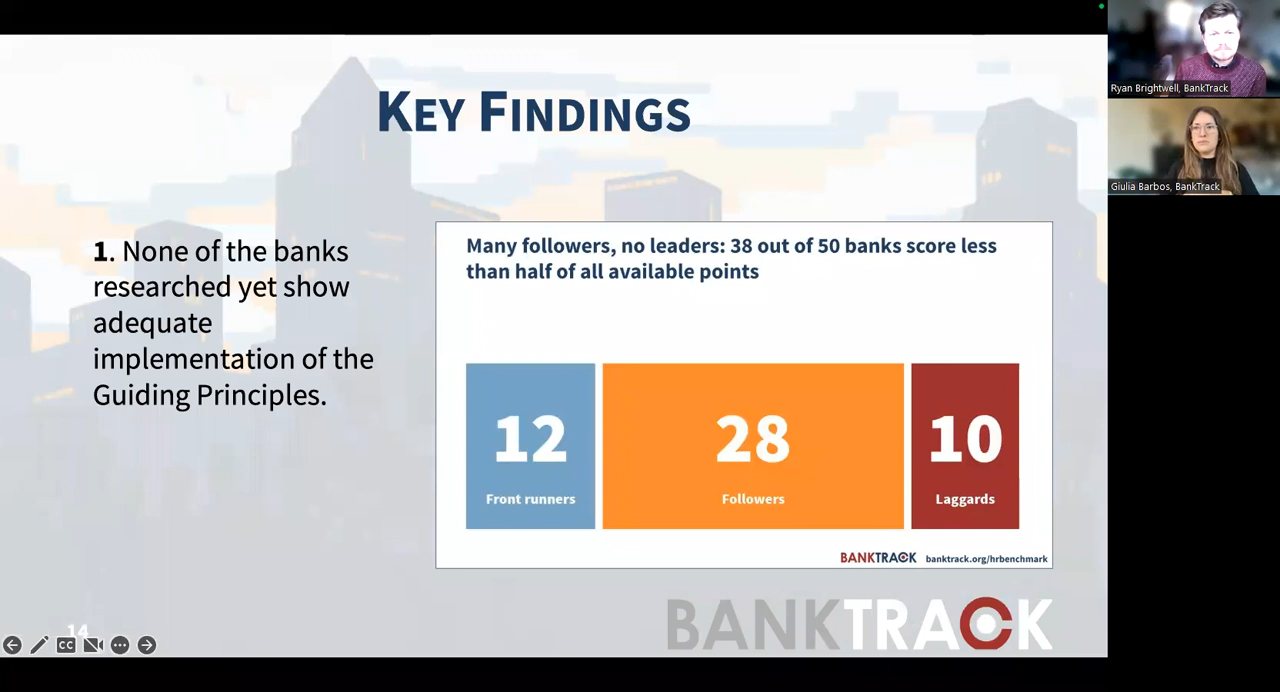 KEY FINDINGS
1. None of the banks
researched yet show
adequate
implementation of the
Guiding Principles.
Many followers, no leaders: 38 out of 50 banks score less
than half of all available points
12
Front runners
28
Followers
10
Laggards
BANKTRACK banktrack.org/hrbenchmark
BANKTRACK
14
CC
Ryan Brightwell, BankTrack
Giulia Barbos, BankTrack